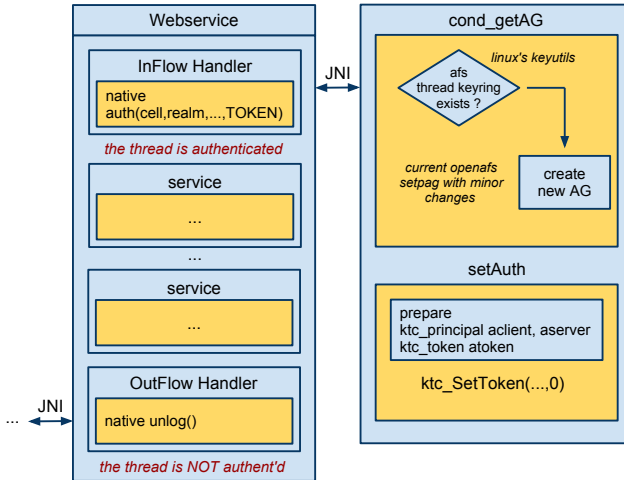 Webservice
InFlow Handler
native
auth(cell,realm,...,TOKEN)
the thread is authenticated
service
...
...
service
...
OutFlow Handler
native unlog()
the thread is NOT authent'd
... JNI
JNI
cond_getAG
linux's keyutils
afs
thread keyring
exists ?
current openafs
setpag with minor
changes
create
new AG
setAuth
prepare
ktc_principal aclient, aserver
ktc_token atoken
ktc_SetToken(...,0)